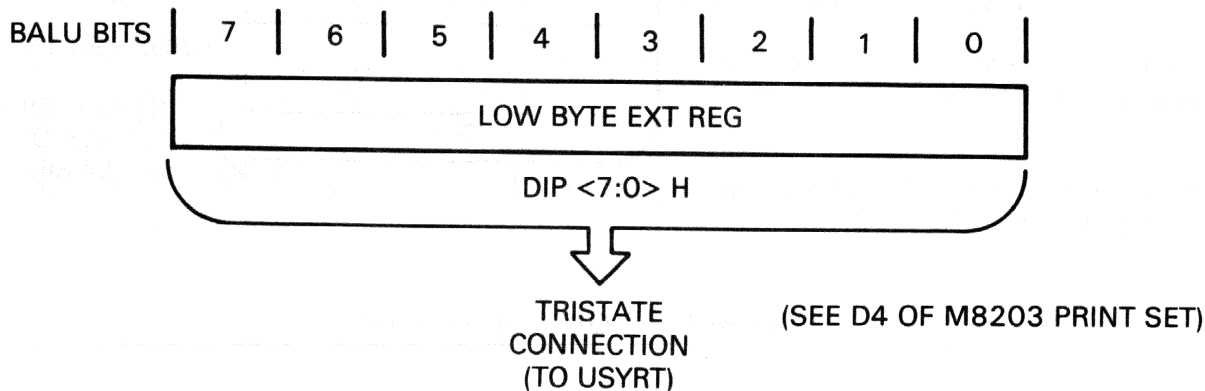 BALU BITS 7 6 5 4 3 2 1 0
LOW BYTE EXT REG
DIP <7:0> H
TRISTATE
CONNECTION
(TO USYRT)
(SEE D4 OF M8203 PRINT SET)